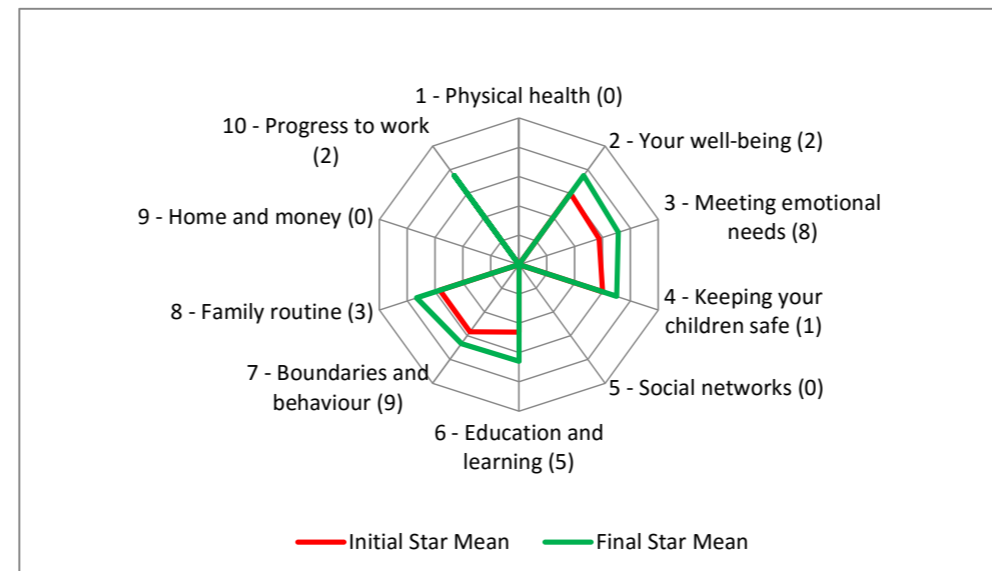 1 - Physical health (0)
2 - Your well-being (2)
3 - Meeting emotional
needs (8)
4 - Keeping your
children safe (1)
5 - Social networks (0)
6 - Education and
learning (5)
7 - Boundaries and
behaviour (9)
8 - Family routine (3)
9 - Home and money (0)
10 - Progress to work
(2)
Initial Star Mean
Final Star Mean